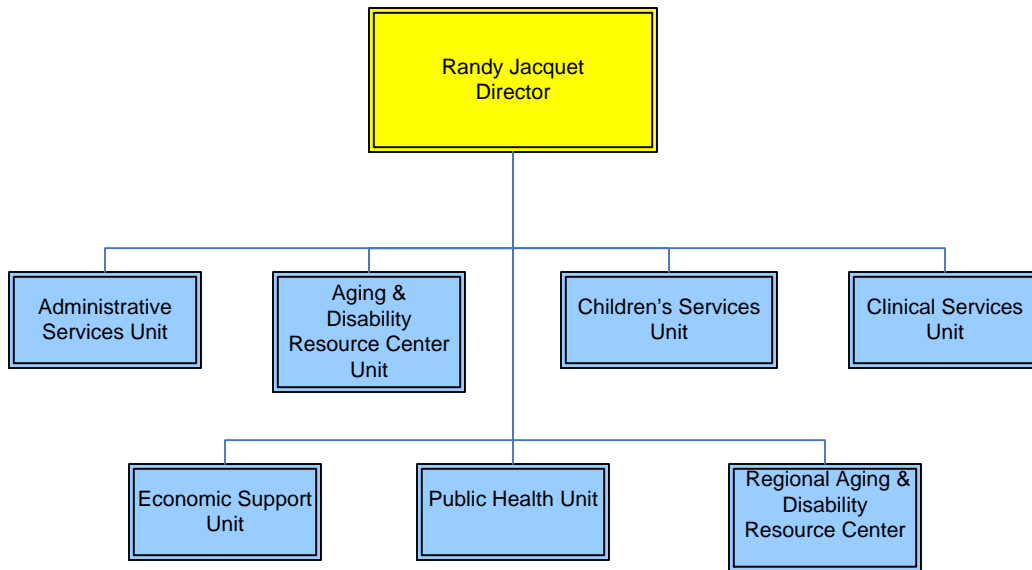 Randy Jacquet
Director
Administrative
Services Unit
Aging &
Disability
Resource Center
Unit
Children’s Services
Unit
Clinical Services
Unit
Economic Support
Unit
Public Health Unit
Regional Aging &
Disability
Resource Center